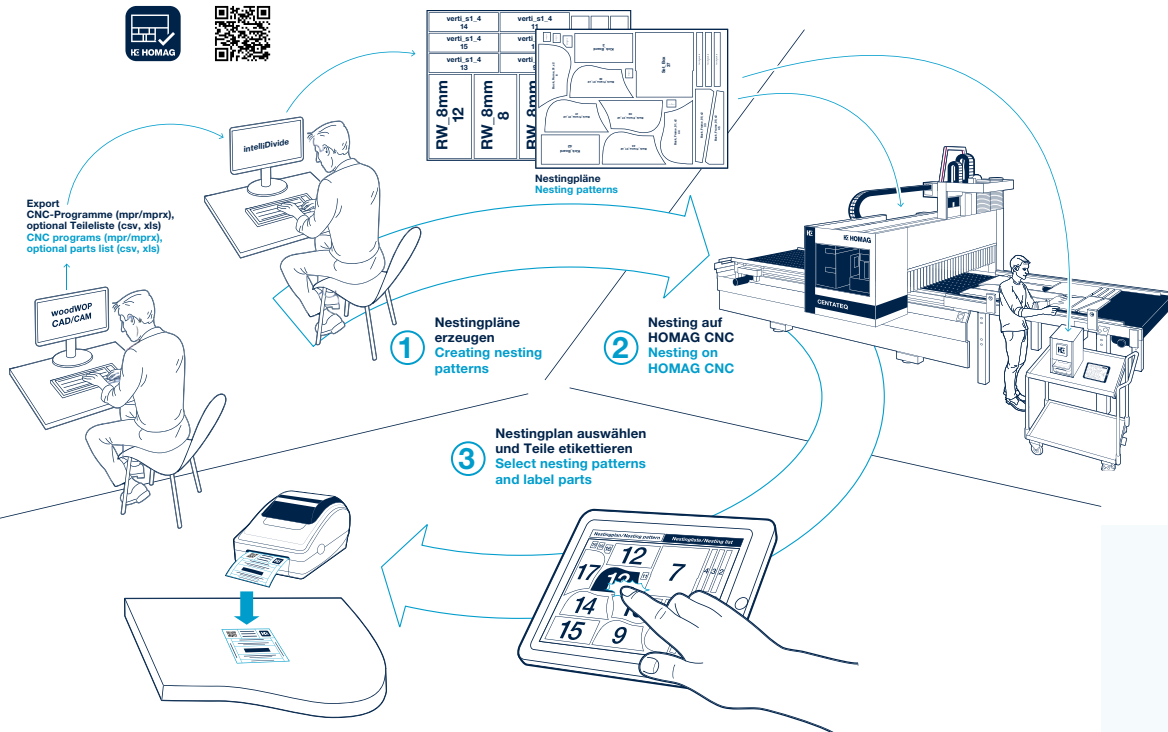 HOMAG
verti_s1_4
14
verti_s1_4
11
verti_s1_4
15
verti_s1_4
13
RW_8mm
12
RW_8mm
8
Nestingpläne
Nesting patterns
intelliDivide
Export
CNC-Programme (mpr/mprx),
optional Teileliste (csv, xls)
CNC programs (mpr/mprx),
optional parts list (csv, xls)
woodWOP
CAD/CAM
HOMAG
CENTATEQ
1
Nestingpläne
erzeugen
Creating nesting
patterns
2
Nesting auf
HOMAG CNC
Nesting on
HOMAG CNC
3
Nestingplan auswählen
und Teile etikettieren
Select nesting patterns
and label parts
Nestingplan/Nesting pattern
Nestingliste/Nesting list
12
17
7
4
3
2
14
15
9